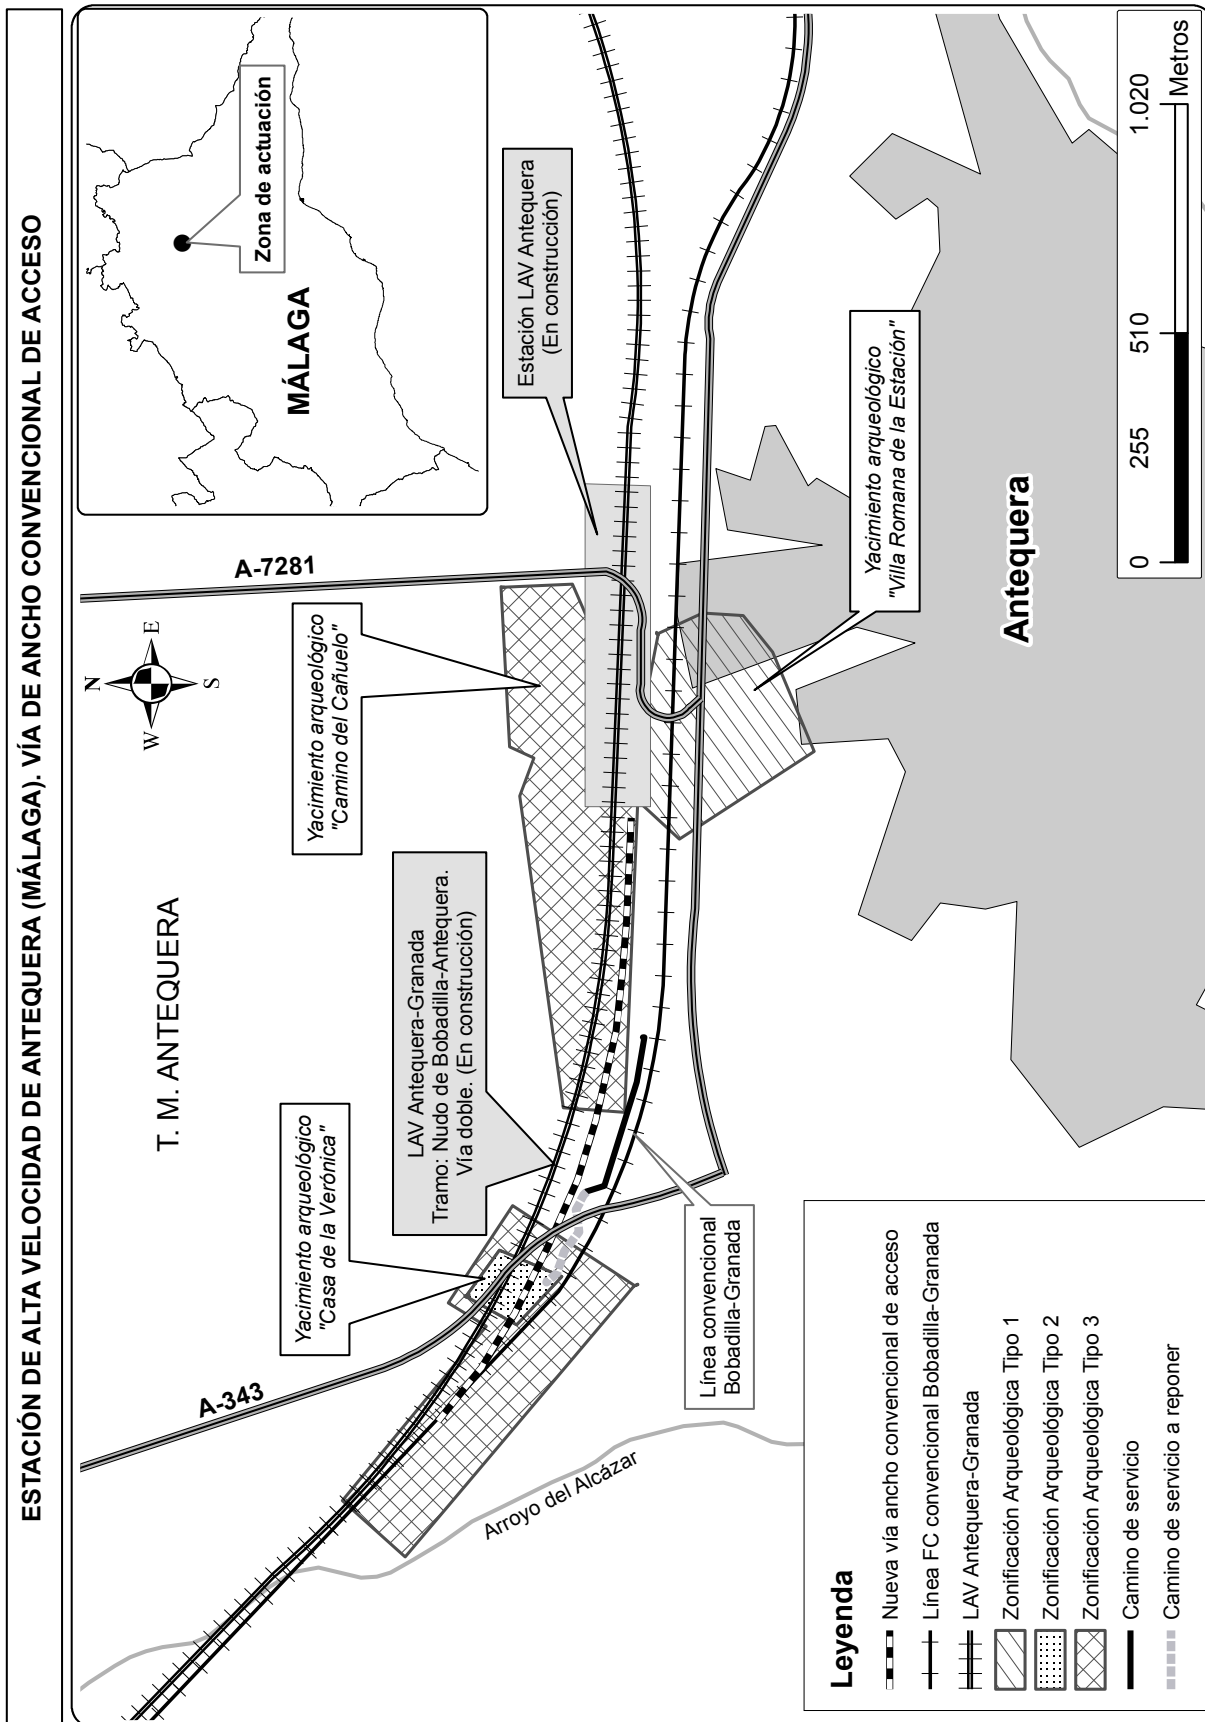 ESTACIÓN DE ALTA VELOCIDAD DE ANTEQUERA (MÁLAGA). VÍA DE ANCHO CONVENCIONAL DE ACCESO
T. M. ANTEQUERA
N
W
E
S
A-343
A-7281
MÁLAGA
Zona de actuación
Yacimiento arqueológico
"Casa de la Verónica"
LAV Antequera-Granada
Tramo: Nudo de Bobadilla-Antequera.
Vía doble. (En construcción)
Yacimiento arqueológico
"Camino del Cañuelo"
Estación LAV Antequera
(En construcción)
Arroyo del Alcázar
Línea convencional
Bobadilla-Granada
Yacimiento arqueológico
"Villa Romana de la Estación"
Antequera
Leyenda
Nueva vía ancho convencional de acceso
Línea FC convencional Bobadilla-Granada
LAV Antequera-Granada
Zonificación Arqueológica Tipo 1
Zonificación Arqueológica Tipo 2
Zonificación Arqueológica Tipo 3
Camino de servicio
Camino de servicio a reponer
0 255 510 1.020
Metros